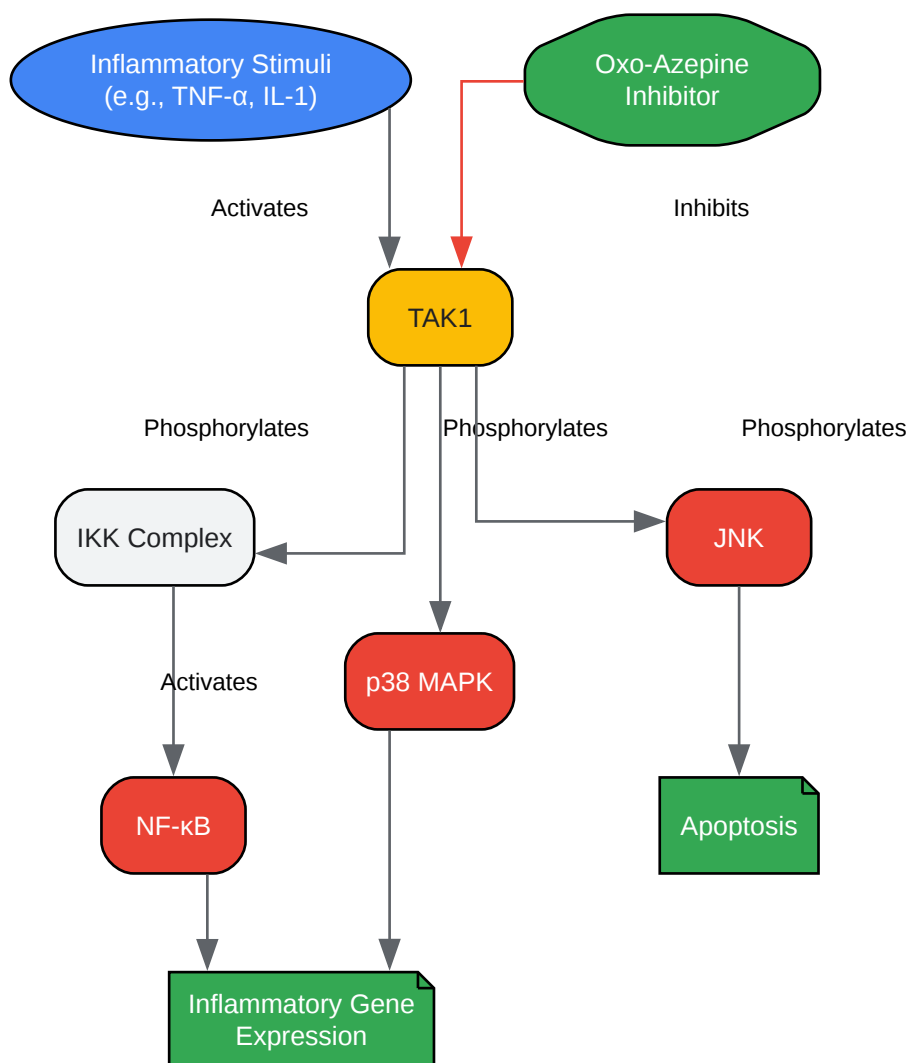 Inflammatory Stimuli
(e.g., TNF-α, IL-1)
Oxo-Azepine
Inhibitor
Activates
Inhibits
TAK1
Phosphorylates
Phosphorylates
Phosphorylates
IKK Complex
JNK
Activates
p38 MAPK
NF-κB
Apoptosis
Inflammatory Gene
Expression